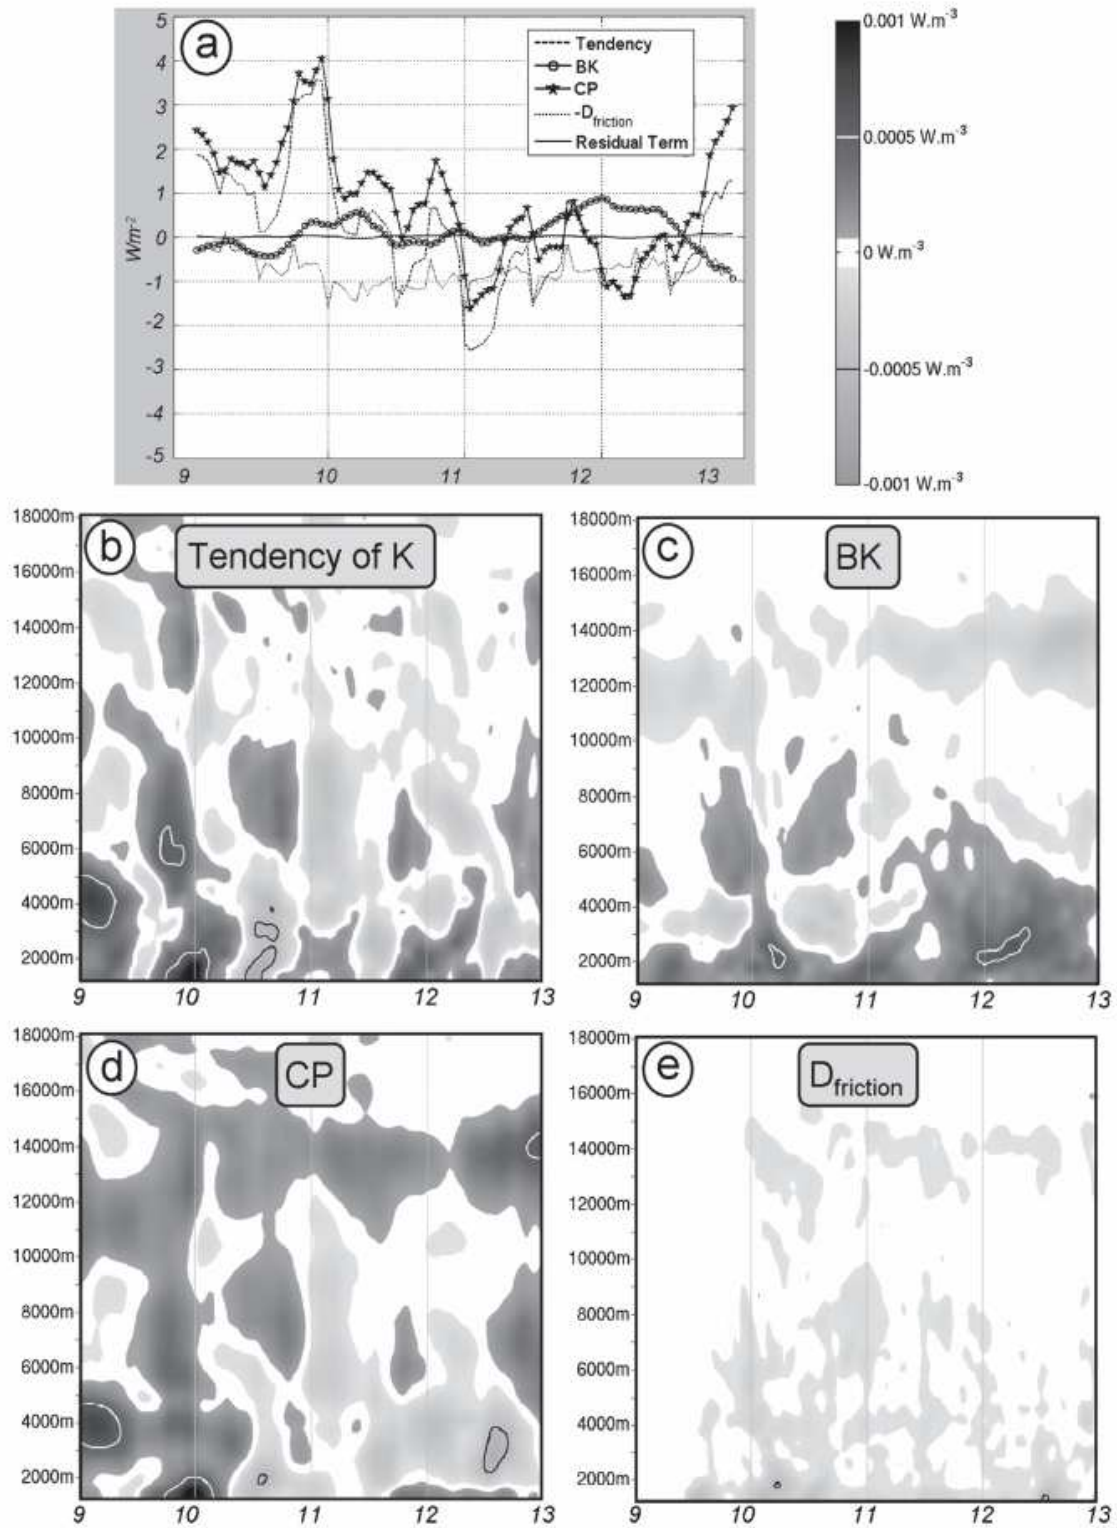 a
5
4
3
2
1
0
-1
-2
-3
-4
-5
Wm-2
9 10 11 12 13
Tendency
BK
CP
-Dfriction
Residual Term
0.001 W.m-3
0.0005 W.m-3
0 W.m-3
-0.0005 W.m-3
-0.001 W.m-3
b
Tendency of K
18000m
16000m
14000m
12000m
10000m
8000m
6000m
4000m
2000m
9 10 11 12 13
c
BK
18000m
16000m
14000m
12000m
10000m
8000m
6000m
4000m
2000m
9 10 11 12 13
d
CP
18000m
16000m
14000m
12000m
10000m
8000m
6000m
4000m
2000m
9 10 11 12 13
e
Dfriction
18000m
16000m
14000m
12000m
10000m
8000m
6000m
4000m
2000m
9 10 11 12 13